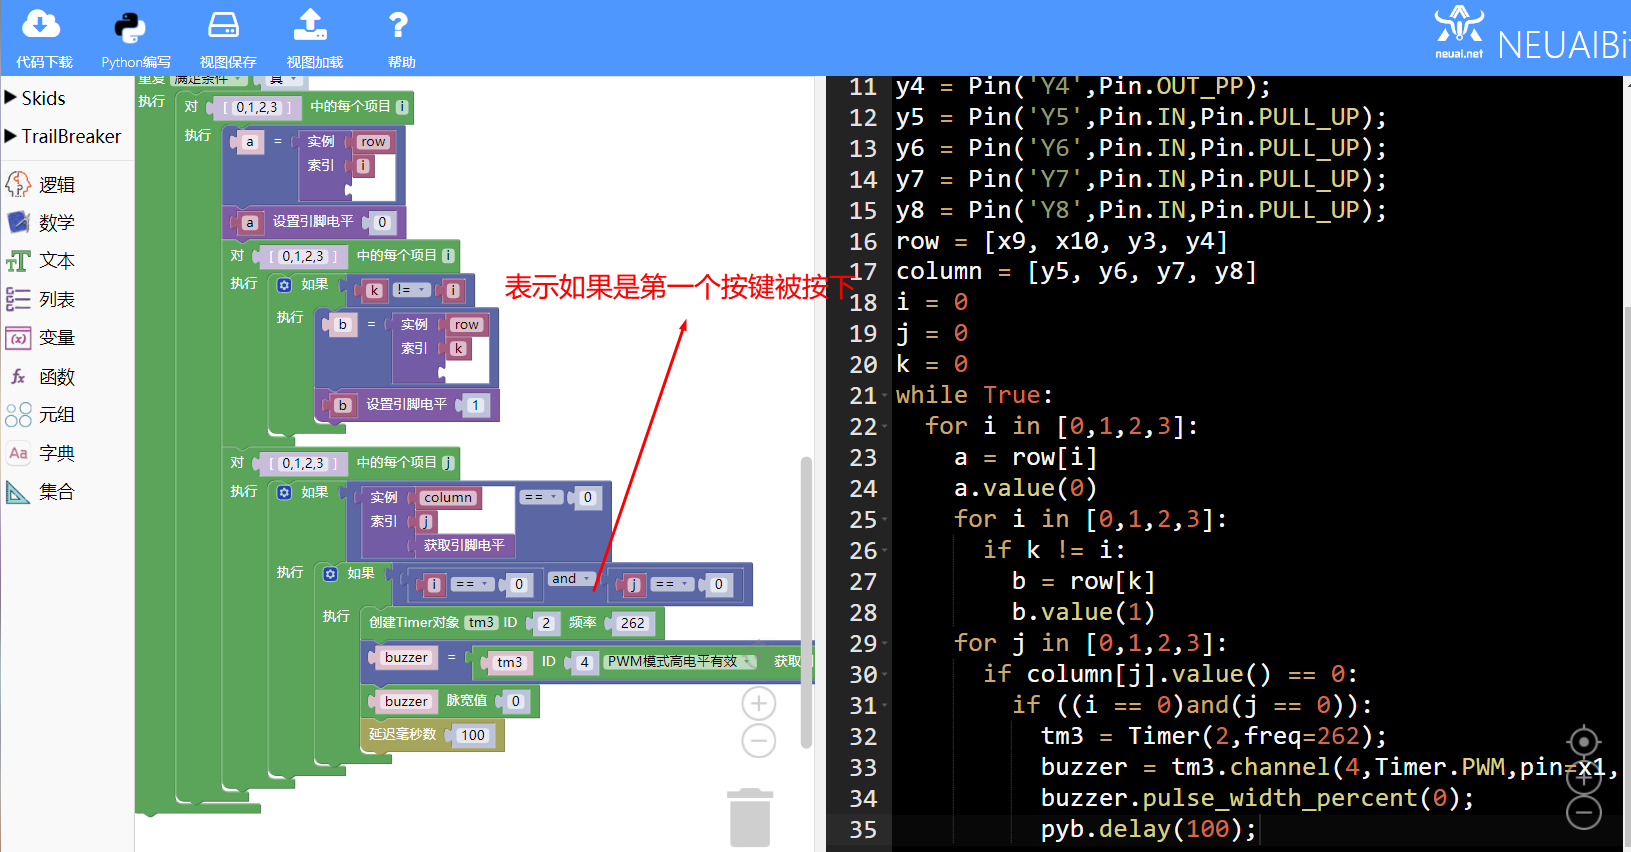 代码下载
Python编写
视图保存
视图加载
帮助
neuai.net
NEUAIBi
Skids
TrailBreaker
逻辑
数学
文本
列表
变量
函数
元组
字典
集合
重复 满足条件 真
执行 对 [ 0,1,2,3 ] 中的每个项目 i
执行 a = 实例 row
索引 i
a 设置引脚电平 0
对 [ 0,1,2,3 ] 中的每个项目 i
执行 如果 k != i
执行 b = 实例 row
索引 k
b 设置引脚电平 1
对 [ 0,1,2,3 ] 中的每个项目 j
执行 如果 实例 column == 0
索引 j
获取引脚电平
执行 如果 i == 0 and j == 0
执行 创建Timer对象 tm3 ID 2 频率 262
buzzer = tm3 ID 4 PWM模式高电平有效 获取
buzzer 脉宽值 0
延迟毫秒数 100
表示如果是第一个按键被按下
11 y4 = Pin('Y4',Pin.OUT_PP);
12 y5 = Pin('Y5',Pin.IN,Pin.PULL_UP);
13 y6 = Pin('Y6',Pin.IN,Pin.PULL_UP);
14 y7 = Pin('Y7',Pin.IN,Pin.PULL_UP);
15 y8 = Pin('Y8',Pin.IN,Pin.PULL_UP);
16 row = [x9, x10, y3, y4]
17 column = [y5, y6, y7, y8]
18 i = 0
19 j = 0
20 k = 0
21 while True:
22 for i in [0,1,2,3]:
23 a = row[i]
24 a.value(0)
25 for i in [0,1,2,3]:
26 if k != i:
27 b = row[k]
28 b.value(1)
29 for j in [0,1,2,3]:
30 if column[j].value() == 0:
31 if ((i == 0)and(j == 0)):
32 tm3 = Timer(2,freq=262);
33 buzzer = tm3.channel(4,Timer.PWM,pin=x1,
34 buzzer.pulse_width_percent(0);
35 pyb.delay(100);